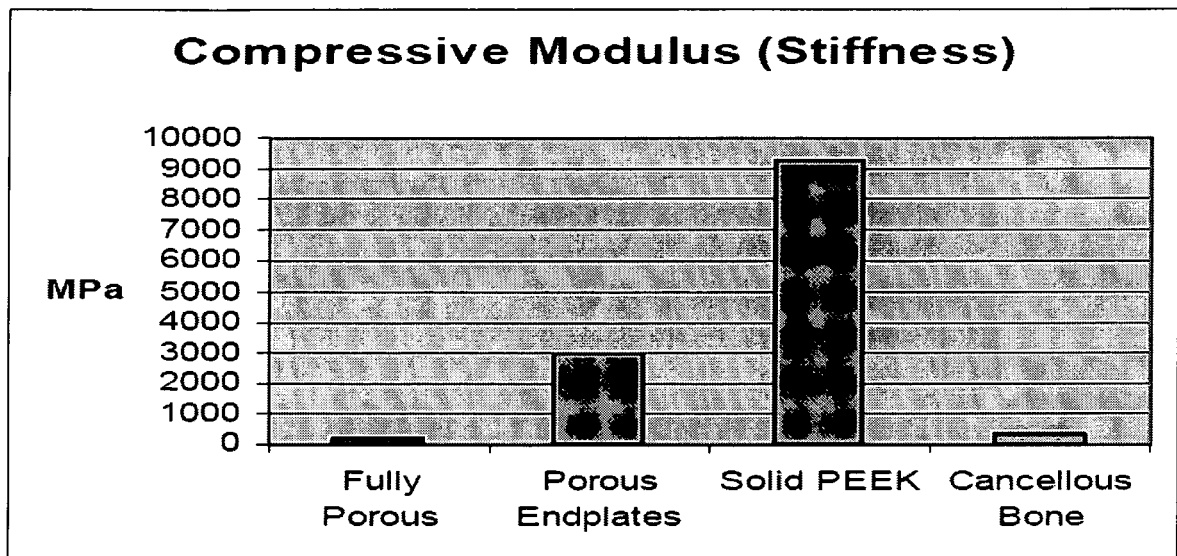 Compressive Modulus (Stiffness)
10000
9000
8000
7000
6000
5000
4000
3000
2000
1000
0
MPa
Fully Porous
Porous Endplates
Solid PEEK
Cancellous Bone